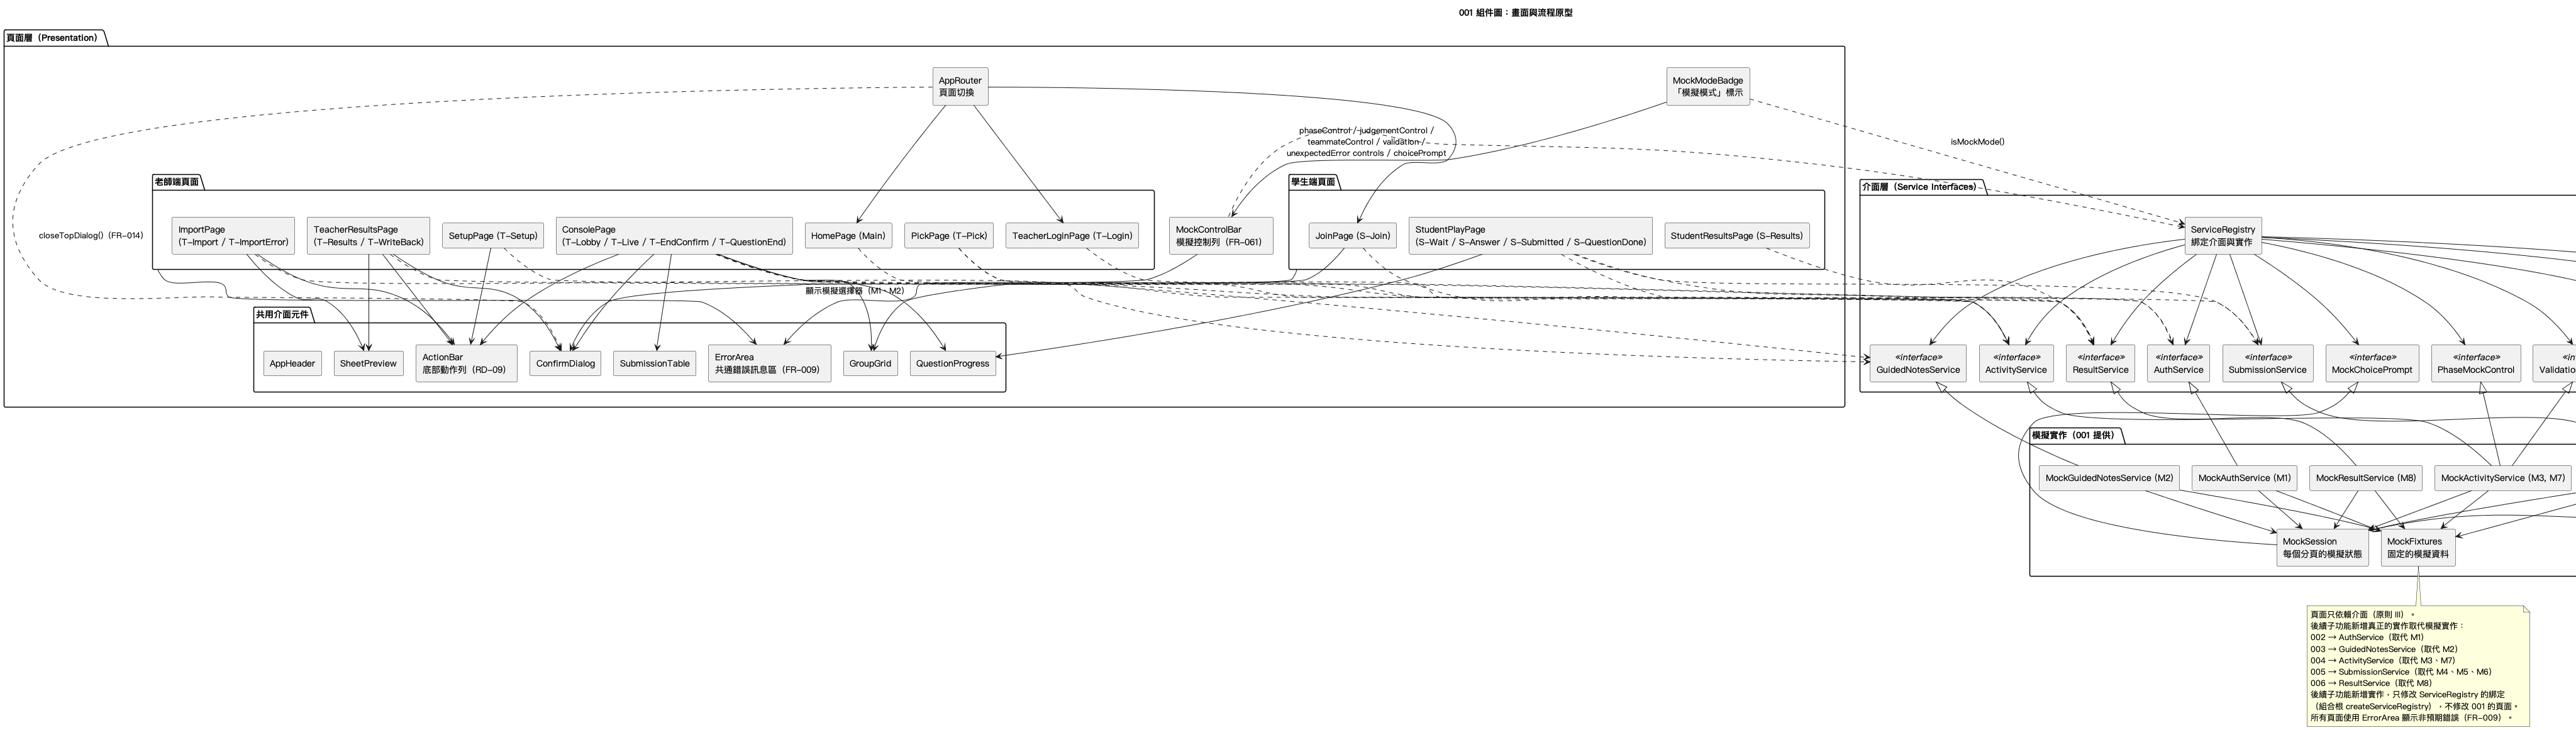 001 組件圖：畫面與流程原型
頁面層（Presentation）
AppRouter
頁面切換
MockModeBadge
「模擬模式」標示
phaseControl / judgementControl /
teammateControl / validation /
unexpectedError controls / choicePrompt
isMockMode()
老師端頁面
ImportPage
(T-Import / T-ImportError)
TeacherResultsPage
(T-Results / T-WriteBack)
SetupPage (T-Setup)
ConsolePage
(T-Lobby / T-Live / T-EndConfirm / T-QuestionEnd)
HomePage (Main)
PickPage (T-Pick)
TeacherLoginPage (T-Login)
MockControlBar
模擬控制列（FR-061）
學生端頁面
JoinPage (S-Join)
StudentPlayPage
(S-Wait / S-Answer / S-Submitted / S-QuestionDone)
StudentResultsPage (S-Results)
介面層（Service Interfaces）
ServiceRegistry
綁定介面與實作
closeTopDialog()（FR-014）
顯示模擬選擇器（M1、M2）
共用介面元件
AppHeader
SheetPreview
ActionBar
底部動作列（RD-09）
ConfirmDialog
SubmissionTable
ErrorArea
共通錯誤訊息區（FR-009）
GroupGrid
QuestionProgress
«interface»
GuidedNotesService
«interface»
ActivityService
«interface»
ResultService
«interface»
AuthService
«interface»
SubmissionService
«interface»
MockChoicePrompt
«interface»
PhaseMockControl
«in
Validatio
模擬實作（001 提供）
MockGuidedNotesService (M2)
MockAuthService (M1)
MockResultService (M8)
MockActivityService (M3, M7)
MockSession
每個分頁的模擬狀態
MockFixtures
固定的模擬資料
頁面只依賴介面（原則 III）。
後續子功能新增真正的實作取代模擬實作：
002 → AuthService（取代 M1）
003 → GuidedNotesService（取代 M2）
004 → ActivityService（取代 M3、M7）
005 → SubmissionService（取代 M4、M5、M6）
006 → ResultService（取代 M8）
後續子功能新增實作，只修改 ServiceRegistry 的綁定
（組合根 createServiceRegistry），不修改 001 的頁面。
所有頁面使用 ErrorArea 顯示非預期錯誤（FR-009）。